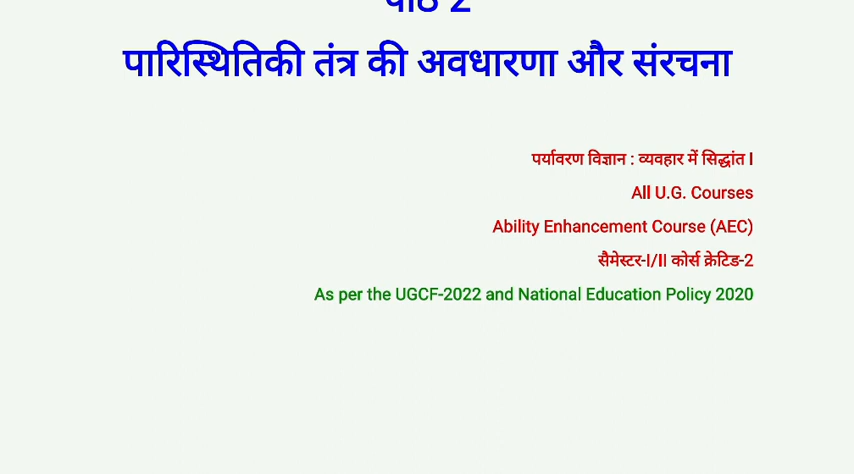 पाठ 2
पारिस्थितिकी तंत्र की अवधारणा और संरचना
पर्यावरण विज्ञान : व्यवहार में सिद्धांत I
All U.G. Courses
Ability Enhancement Course (AEC)
सैमेस्टर-I/II कोर्स क्रेटिड-2
As per the UGCF-2022 and National Education Policy 2020